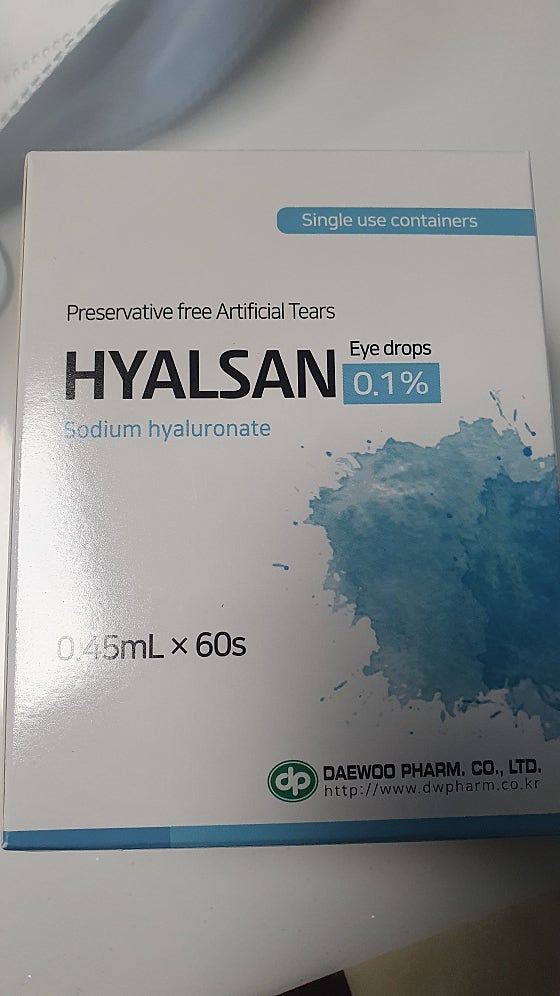 Single use containers
Preservative free Artificial Tears
HYALSAN Eye drops 0.1%
Sodium hyaluronate
0.45mL × 60s
dp DAEWOO PHARM. CO., LTD.
http://www.dwpharm.co.kr